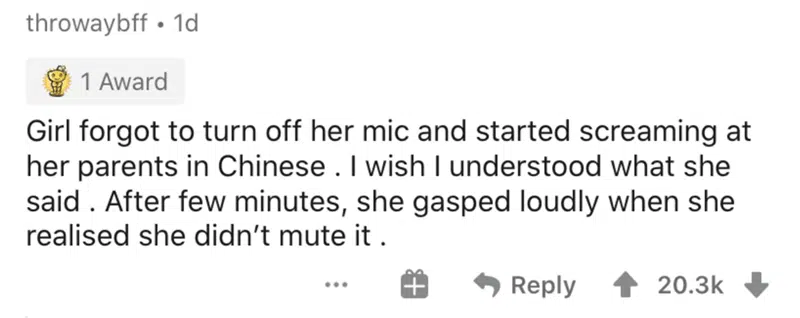 throwaybff • 1d
1 Award
Girl forgot to turn off her mic and started screaming at
her parents in Chinese . I wish I understood what she
said . After few minutes, she gasped loudly when she
realised she didn’t mute it .
... Reply 20.3k